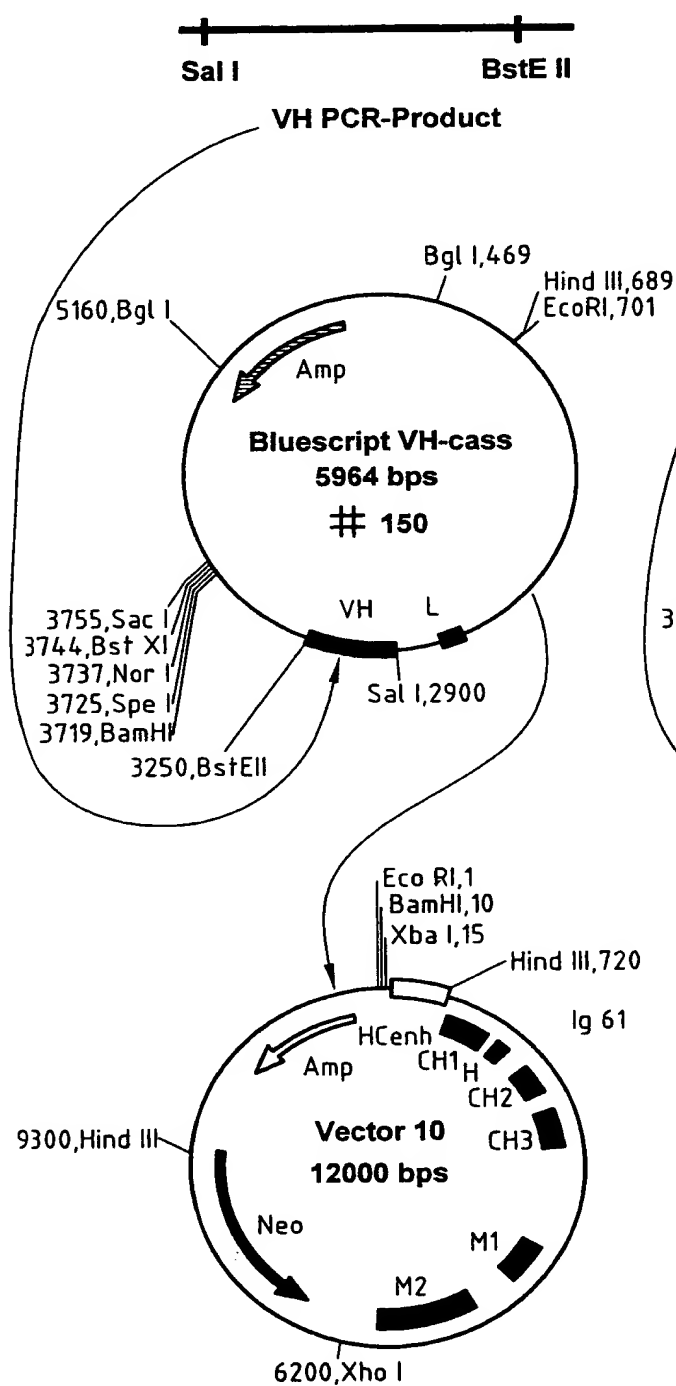 Sal I
BstE II
VH PCR-Product
Bgl I,469
Hind III,689
EcoRI,701
5160,Bgl I
Amp
Bluescript VH-cass
5964 bps
# 150
VH
L
3755,Sac I
3744,Bst XI
3737,Nor I
3725,Spe I
3719,BamHI
Sal I,2900
3250,BstEII
3
Eco RI,1
BamHI,10
Xba I,15
Hind III,720
Ig 61
HCenh
CH1
H
CH2
CH3
Amp
Vector 10
12000 bps
9300,Hind III
Neo
M1
M2
6200,Xho I